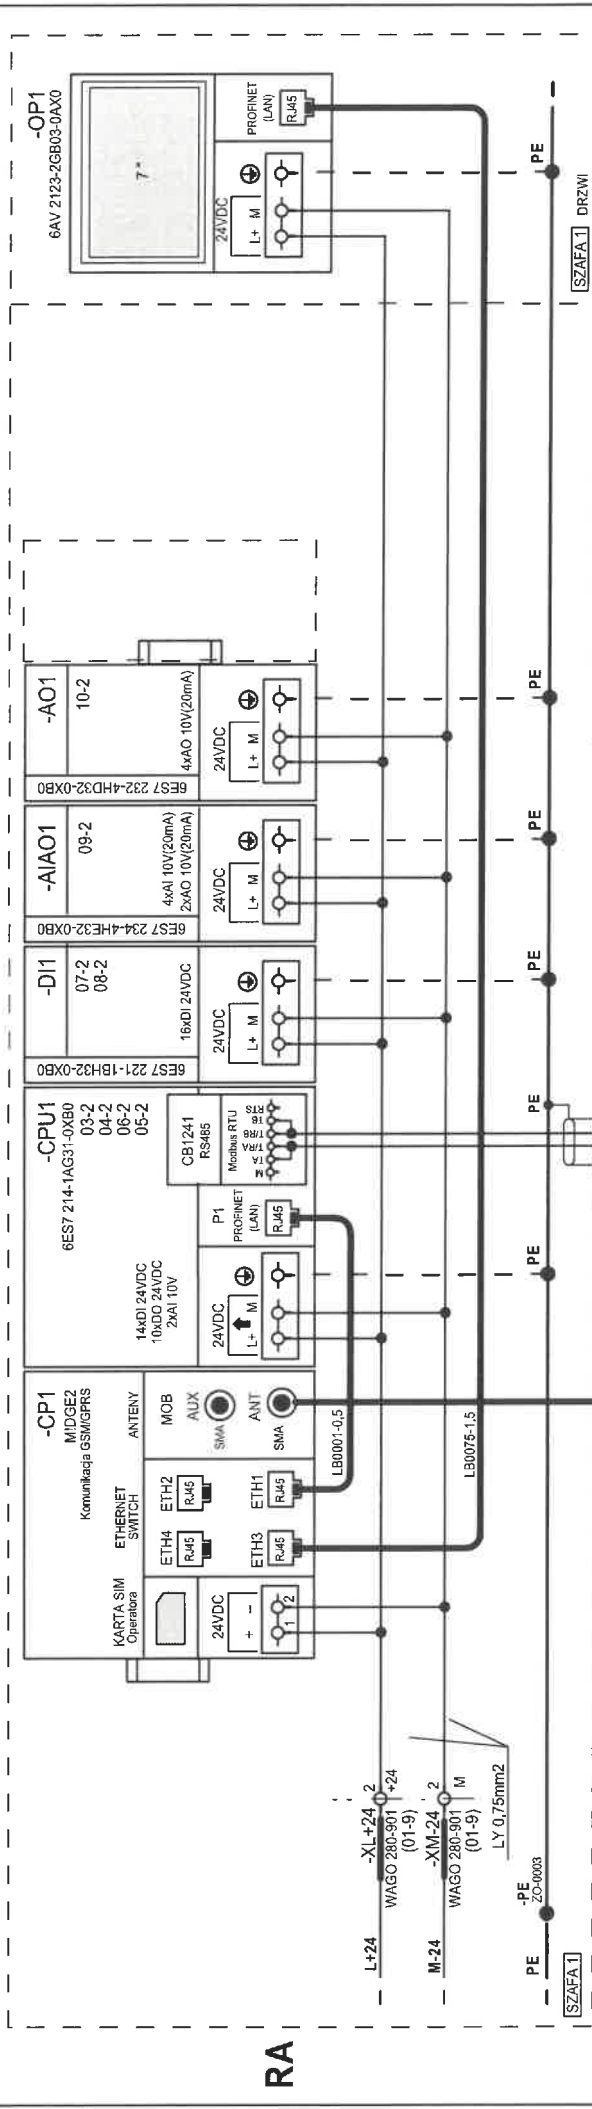 RA
SZAFA 1
-CP1
MIDGE2
Komunikacja GSM/GPRS
KARTA SIM
Operatora
ETHERNET
SWITCH
ANTENY
ETH4
RJ45
ETH2
RJ45
MOB
AUX
SMA
24VDC
+ -
1 2
ETH3
RJ45
ETH1
RJ45
ANT
SMA
-CPU1
6ES7 214-1AG31-0XB0
03-2
04-2
06-2
05-2
14xDI 24VDC
10xDO 24VDC
2xAI 10V
24VDC
L+ M
P1
PROFINET
(LAN)
RJ45
CB1241
RS485
Modbus RTU
M
TA
T/RA
T/RB
TB
RTS
6ES7 221-1BH32-0XB0
-DI1
07-2
08-2
16xDI 24VDC
24VDC
L+ M
6ES7 234-4HE32-0XB0
-AIAO1
09-2
4xAI 10V(20mA)
2xAO 10V(20mA)
24VDC
L+ M
6ES7 232-4HD32-0XB0
-AO1
10-2
4xAO 10V(20mA)
24VDC
L+ M
-OP1
6AV 2123-2GB03-0AX0
7 "
24VDC
L+ M
PROFINET
(LAN)
RJ45
LB0001-0,5
LB0075-1,5
L+24
-XL+24
2
+24
WAGO 280-901
(01-9)
M-24
-XM-24
2
M
WAGO 280-901
(01-9)
LY 0,75mm2
PE
-PE
ZO-0003
PE
PE
PE
PE
PE
PE
SZAFA 1 DRZWI